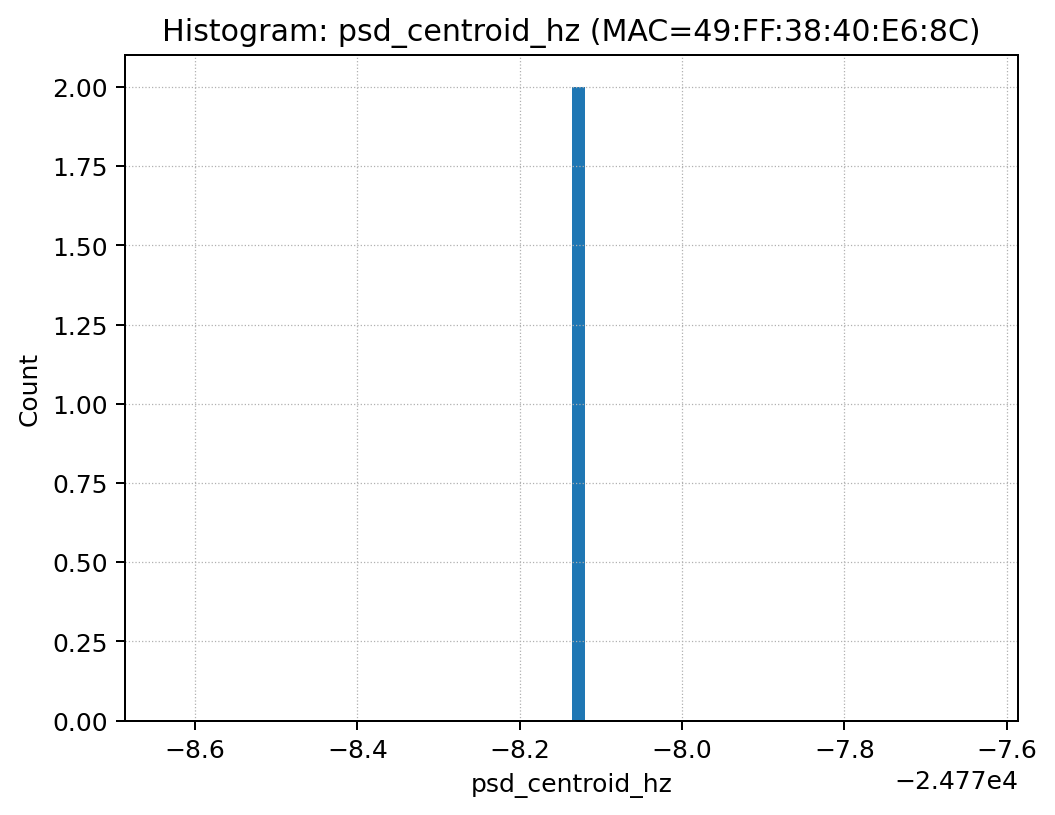 Histogram: psd_centroid_hz (MAC=49:FF:38:40:E6:8C)
Count
2.00
1.75
1.50
1.25
1.00
0.75
0.50
0.25
0.00
−8.6 −8.4 −8.2 −8.0 −7.8 −7.6
psd_centroid_hz
−2.477e4